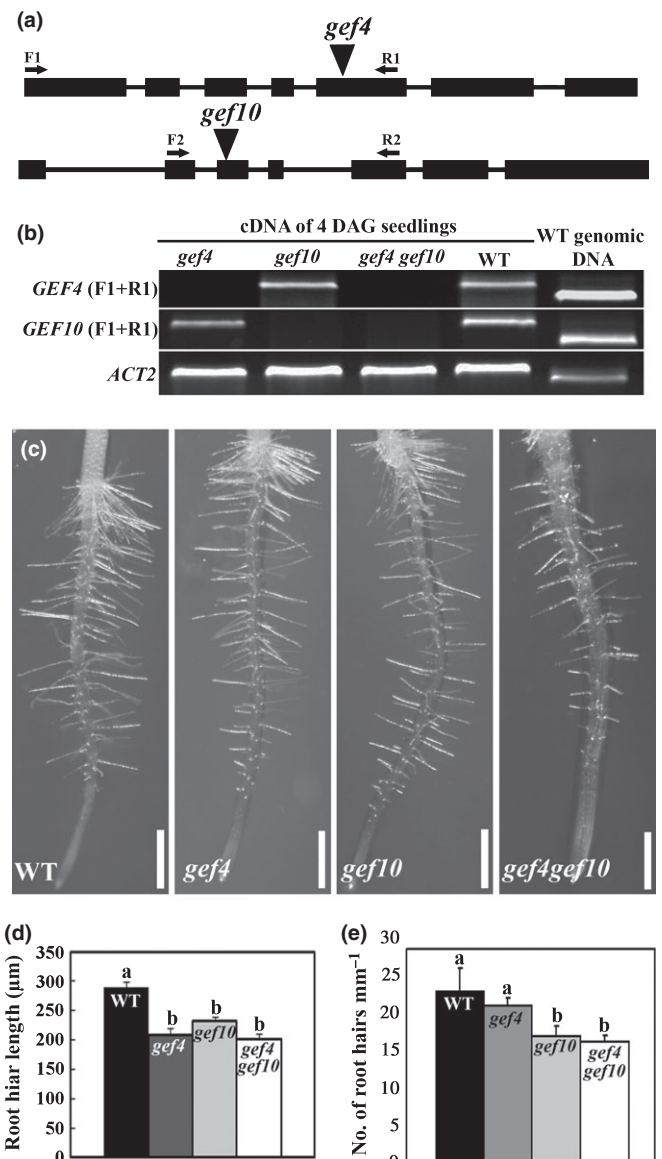 (a)
gef4
F1
R1
gef10
F2
R2
(b)
cDNA of 4 DAG seedlings
WT genomic
DNA
gef4
gef10
gef4 gef10
WT
GEF4 (F1+R1)
GEF10 (F1+R1)
ACT2
(c)
WT
gef4
gef10
gef4gef10
(d)
Root hiar length (µm)
350
300
250
200
150
100
50
0
a
WT
b
gef4
b
gef10
b
gef4
gef10
(e)
No. of root hairs mm⁻¹
30
25
20
15
10
5
0
a
WT
a
gef4
b
gef10
b
gef4
gef10